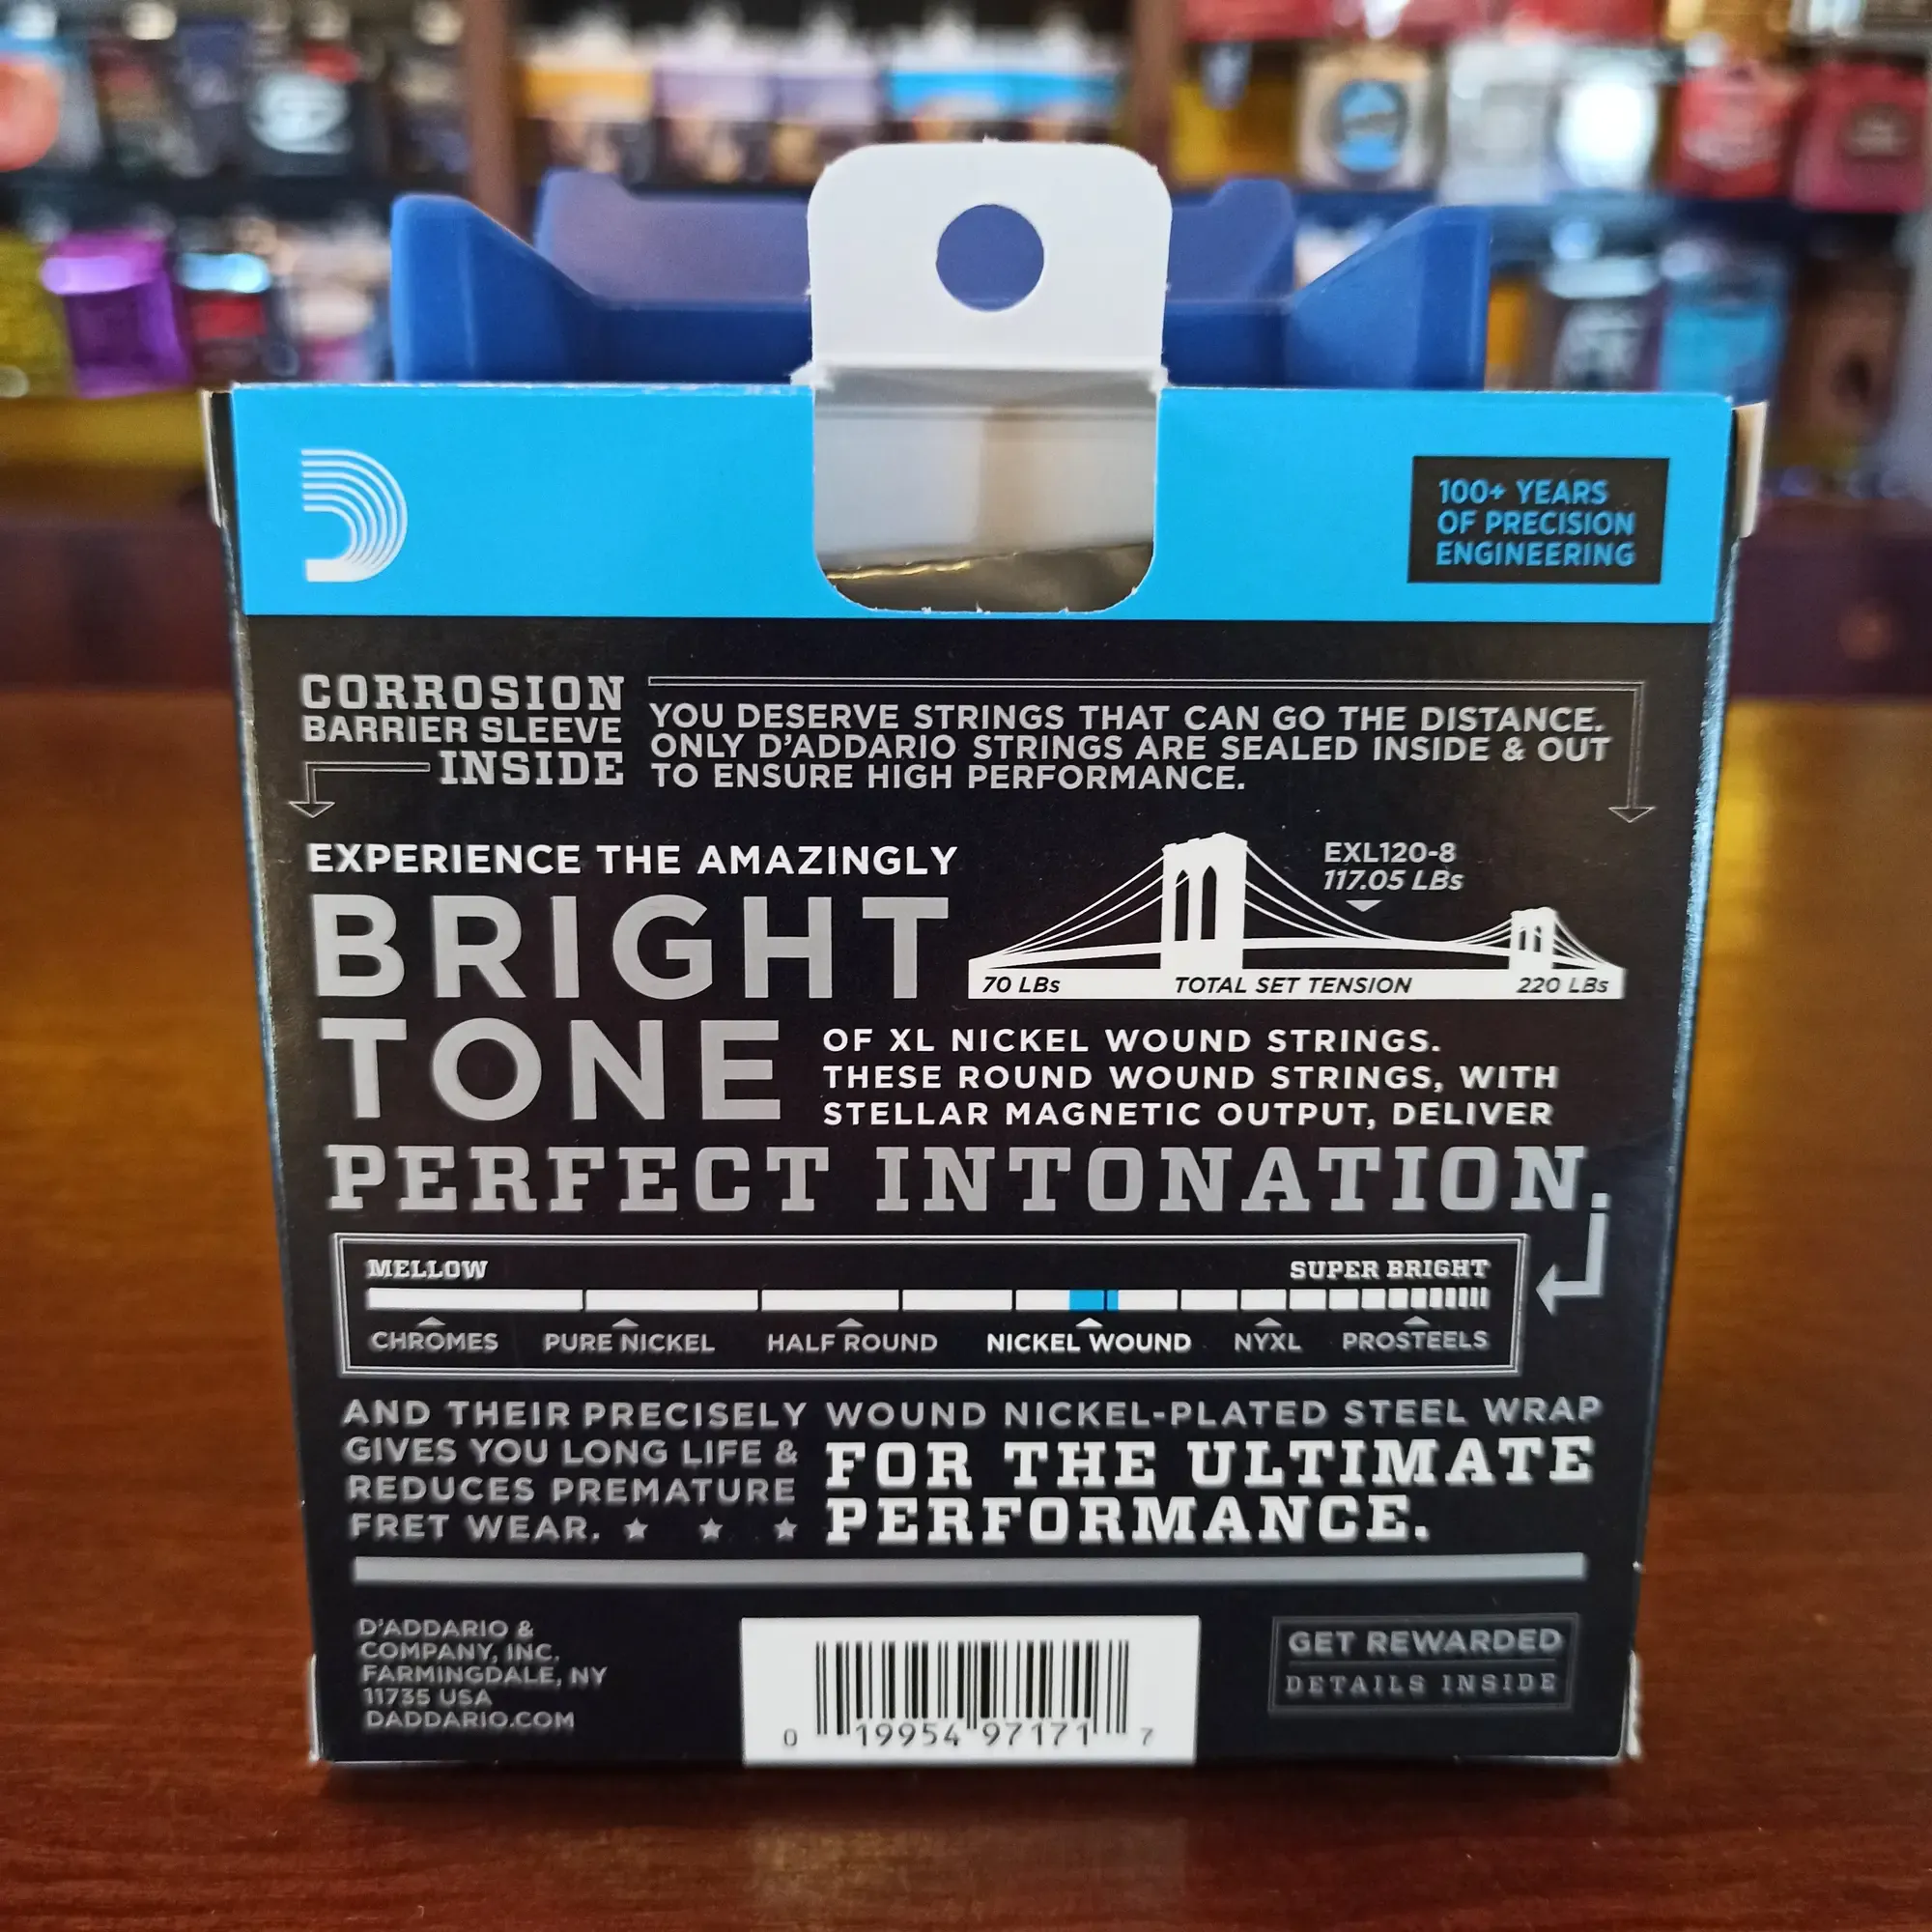 100+ YEARS
OF PRECISION
ENGINEERING
CORROSION
BARRIER SLEEVE
INSIDE
YOU DESERVE STRINGS THAT CAN GO THE DISTANCE.
ONLY D'ADDARIO STRINGS ARE SEALED INSIDE & OUT
TO ENSURE HIGH PERFORMANCE.
EXPERIENCE THE AMAZINGLY
BRIGHT
TONE
EXL120-8
117.05 LBs
70 LBs TOTAL SET TENSION 220 LBs
OF XL NICKEL WOUND STRINGS.
THESE ROUND WOUND STRINGS, WITH
STELLAR MAGNETIC OUTPUT, DELIVER
PERFECT INTONATION.
MELLOW SUPER BRIGHT
CHROMES PURE NICKEL HALF ROUND NICKEL WOUND NYXL PROSTEELS
AND THEIR PRECISELY WOUND NICKEL-PLATED STEEL WRAP
GIVES YOU LONG LIFE &
REDUCES PREMATURE
FRET WEAR.
FOR THE ULTIMATE
PERFORMANCE.
D'ADDARIO &
COMPANY, INC.
FARMINGDALE, NY
11735 USA
DADDARIO.COM
0 19954 97171 7
GET REWARDED
DETAILS INSIDE